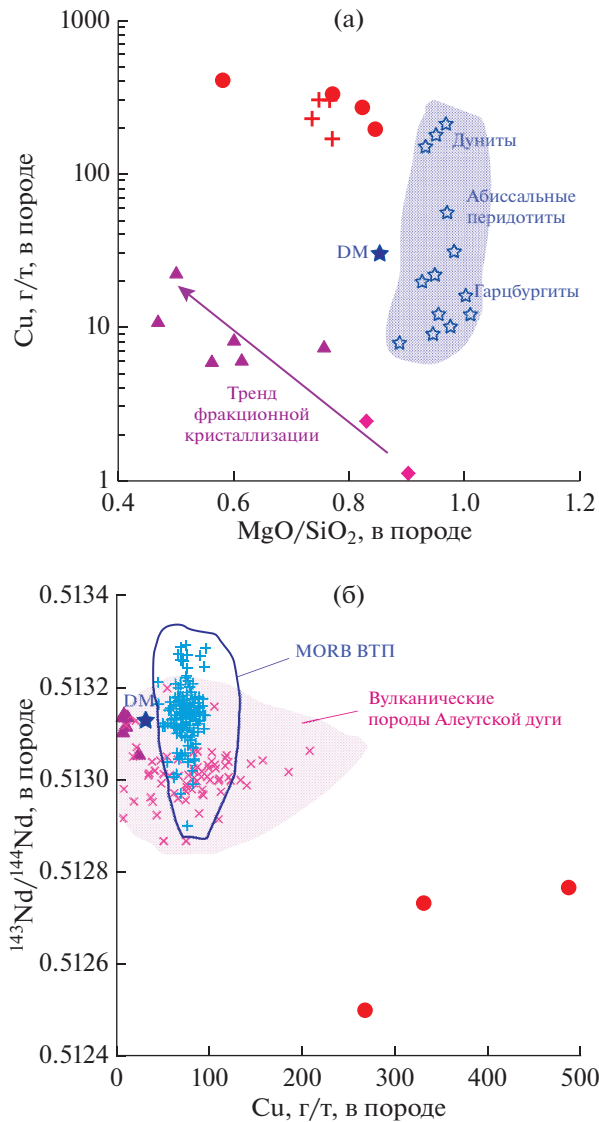 (а)
1000
100
10
1
Cu, г/т, в породе
Дуниты
Абиссальные
перидотиты
DM
Гарцбургиты
Тренд
фракционной
кристаллизации
0.4
0.6
0.8
1.0
1.2
MgO/SiO₂, в породе
(б)
0.5134
0.5132
0.5130
0.5128
0.5126
0.5124
¹⁴³Nd/¹⁴⁴Nd, в породе
MORB ВТП
DM
Вулканические
породы Алеутской дуги
0
100
200
300
400
500
Cu, г/т, в породе